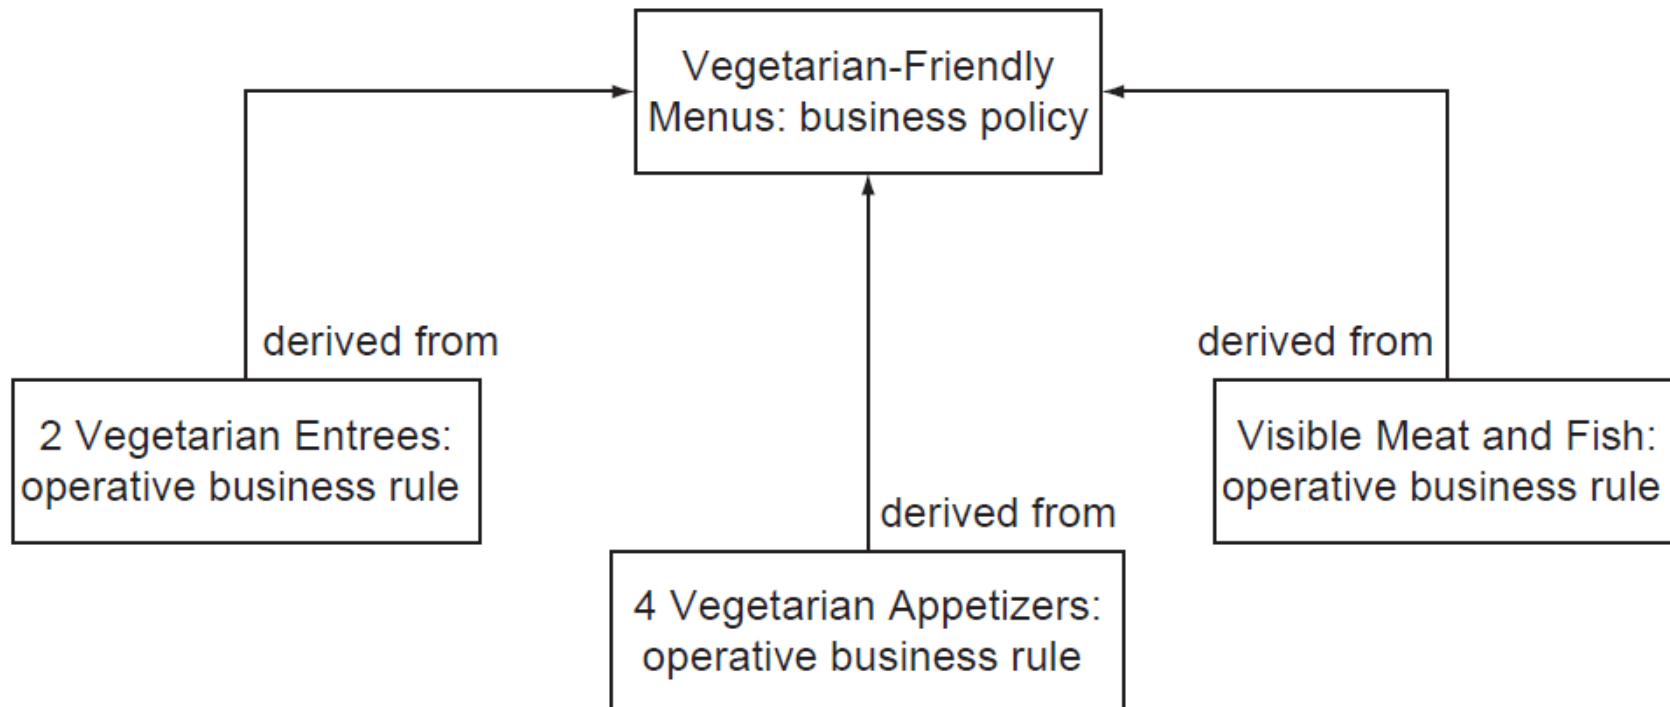 Vegetarian-Friendly
Menus: business policy
derived from
derived from
2 Vegetarian Entrees:
operative business rule
Visible Meat and Fish:
operative business rule
derived from
4 Vegetarian Appetizers:
operative business rule